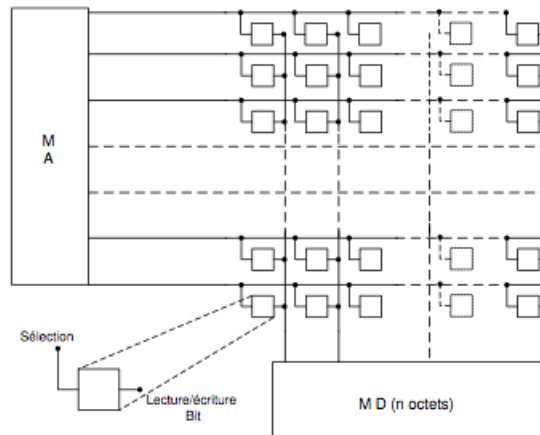 M
A
Sélection
Lecture/écriture
Bit
M D (n octets)